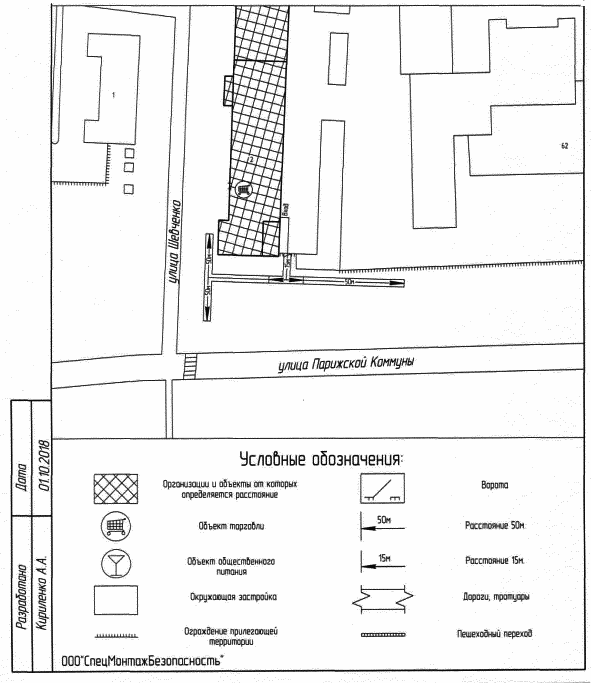 1
2
62
вход
улица Шевченко
50м
50м
15м
50м
улица Парижской Коммуны
Условные обозначения:
Организации и объекты от которых
определяется расстояние
Ворота
Объект торговли
50м
Расстояние 50м.
Объект общественного
питания
15м
Расстояние 15м.
Окружающая застройка
Дороги, тротуары
Ограждение прилегающей
территории
Пешеходный переход
ООО"СпецМонтажБезопасность"
Дата
01.10.2018
Разработано
Кириленко А.А.